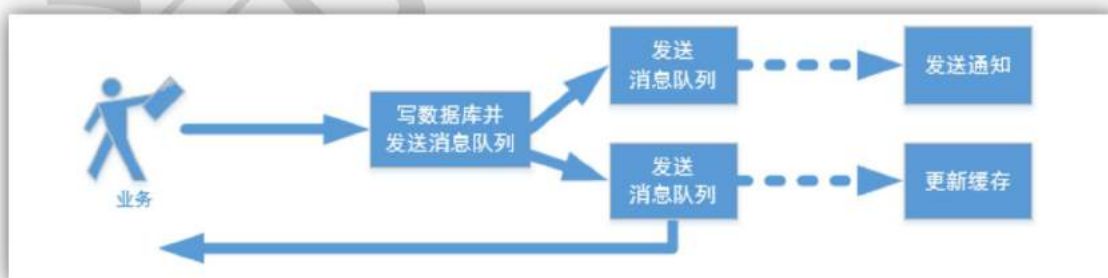 业务
写数据库并
发送消息队列
发送
消息队列
发送通知
发送
消息队列
更新缓存